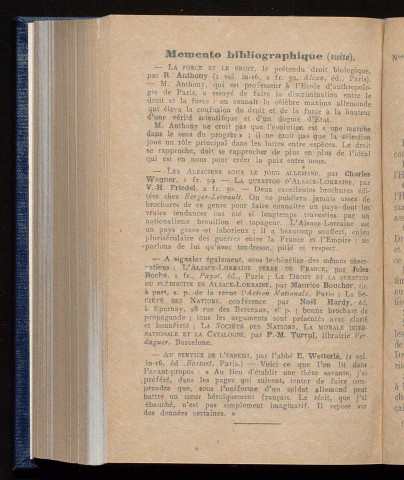 Memento bibliographique (suite).
— LA FORCE ET LE DROIT, le prétendu droit biologique,
par R. Anthony (1 vol. in-16, 2 fr. 50, Alcan, éd., Paris).
— M. Anthony, qui est professeur à l'Ecole d'anthropolo-
gie de Paris, a essayé de faire la discrimination entre le
droit et la force : on connaît le célèbre maxime allemande
qui éleva la confusion du droit et de la force à la hauteur
d'une vérité scientifique et d'un dogme d'Etat.
M. Anthony ne croit pas que l'évolution est « une marche
dans le sens du progrès » ; il ne croit pas que la sélection
joue un rôle principal dans les luttes entre espèces. Le droit
se rapproche, doit se rapprocher de plus en plus de l'idéal
qui est en nous pour créer la paix entre nous.
— LES ALSACIENS SOUS LE JOUG ALLEMAND, par Charles
Wagner, 1 fr. 50. — LA QUESTION D'ALSACE-LORRAINE, par
V.-H. Friedel, 2 fr. 50. — Deux excellentes brochures édi-
tées chez Berger-Levrault. On ne publiera jamais assez de
brochures de ce genre pour faire connaître un pays dont les
vraies tendances ont été si longtemps travesties par un
nationalisme brouillon et tapageur. L'Alsace-Lorraine est
un pays grave et laborieux ; il a beaucoup souffert, enjeu
pluriséculaire des guerres entre la France et l'Empire ; ne
parlons de lui qu'avec tendresse, pitié et respect.
— A signaler également, sous le bénéfice des mêmes obser-
vations : L'ALSACE-LORRAINE TERRE DE FRANCE, par Jules
Roche, 1 fr., Payot, éd., Paris ; LE DROIT ET LA QUESTION
DU PLÉBISCITE EN ALSACE-LORRAINE, par Maurice Bouchor, tir.
à part, 2 p. de la revue l'Action Nationale, Paris ; LA SO-
CIÉTÉ DES NATIONS, conférence par Noël Hardy, éd.
à Epernay, 28 rue des Berceaux, 2° p. : bonne brochure de
propagande ; tous les arguments sont présentés avec clarté
et honnêteté ; LA SOCIÉTÉ DES NATIONS, LA MORALE INTER-
NATIONALE ET LA CATALOGNE, par P.-M. Turrul, librairie Ver-
daguer, Barcelone.
— AU SERVICE DE L'ENNEMI, par l'abbé E. Wetterlé, (1 vol.
in-16, éd. Bossart, Paris.) — Voici ce que l'on lit dans
l'avant-propos : « Au lieu d'établir une thèse savante, j'ai
préféré, dans les pages qui suivent, tenter de faire com-
prendre que, sous l'uniforme d'un soldat allemand peut
battre un cœur héroïquement français. Le récit, que j'ai
ébauché, n'est pas simplement imaginatif. Il repose sur
des données certaines. »